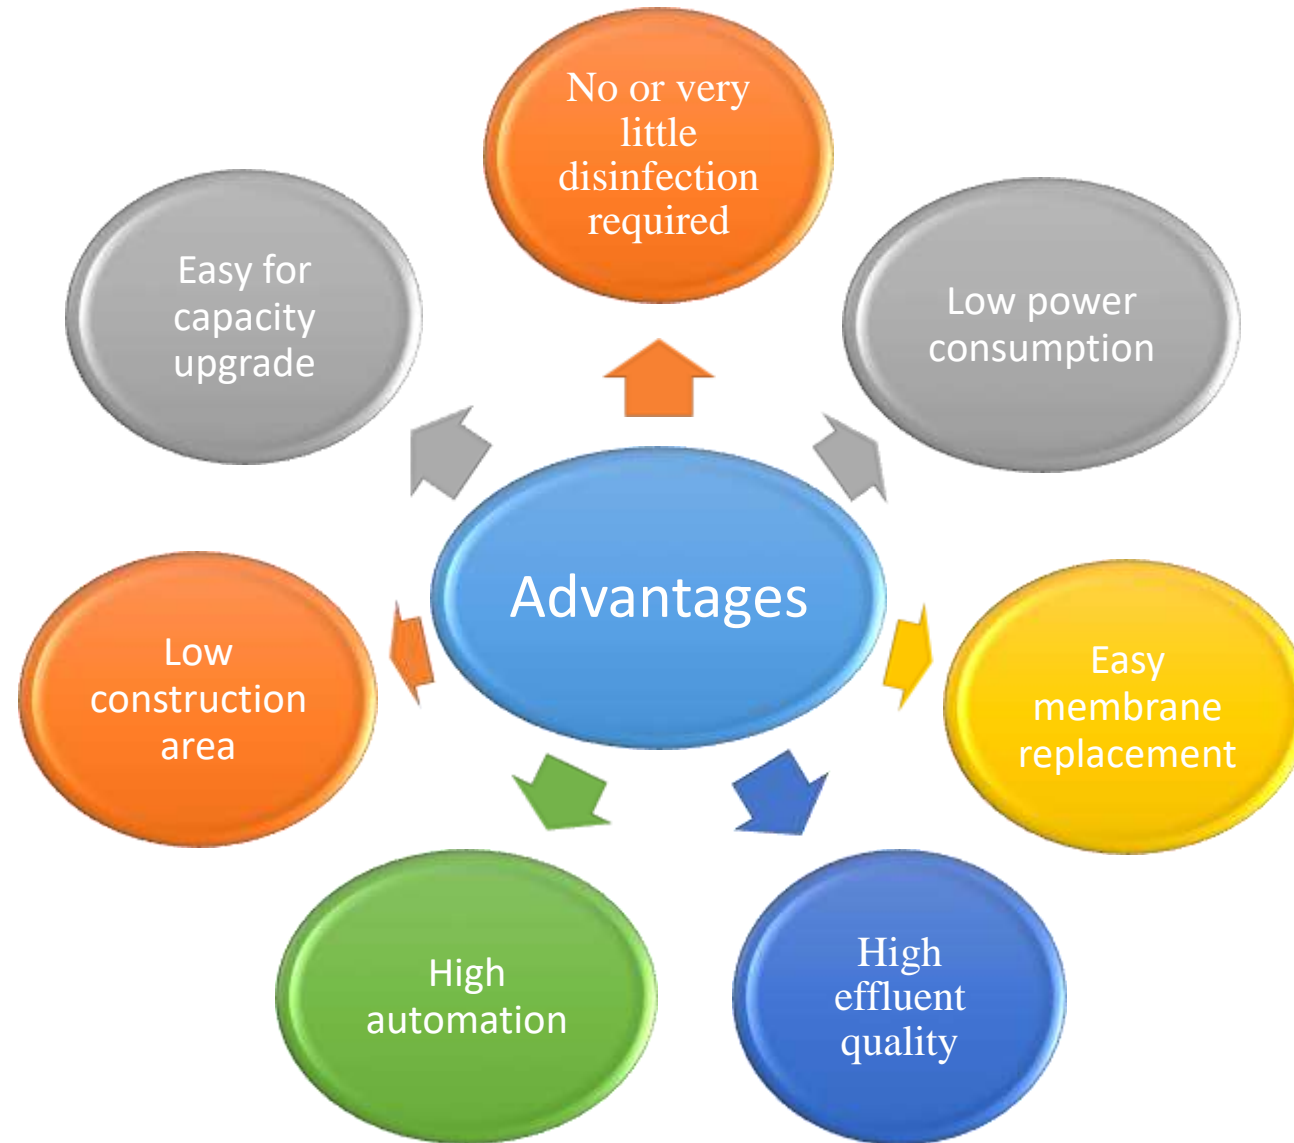 No or very
little
disinfection
required
Easy for
capacity
upgrade
Low power
consumption
Advantages
Low
construction
area
Easy
membrane
replacement
High
automation
High
effluent
quality